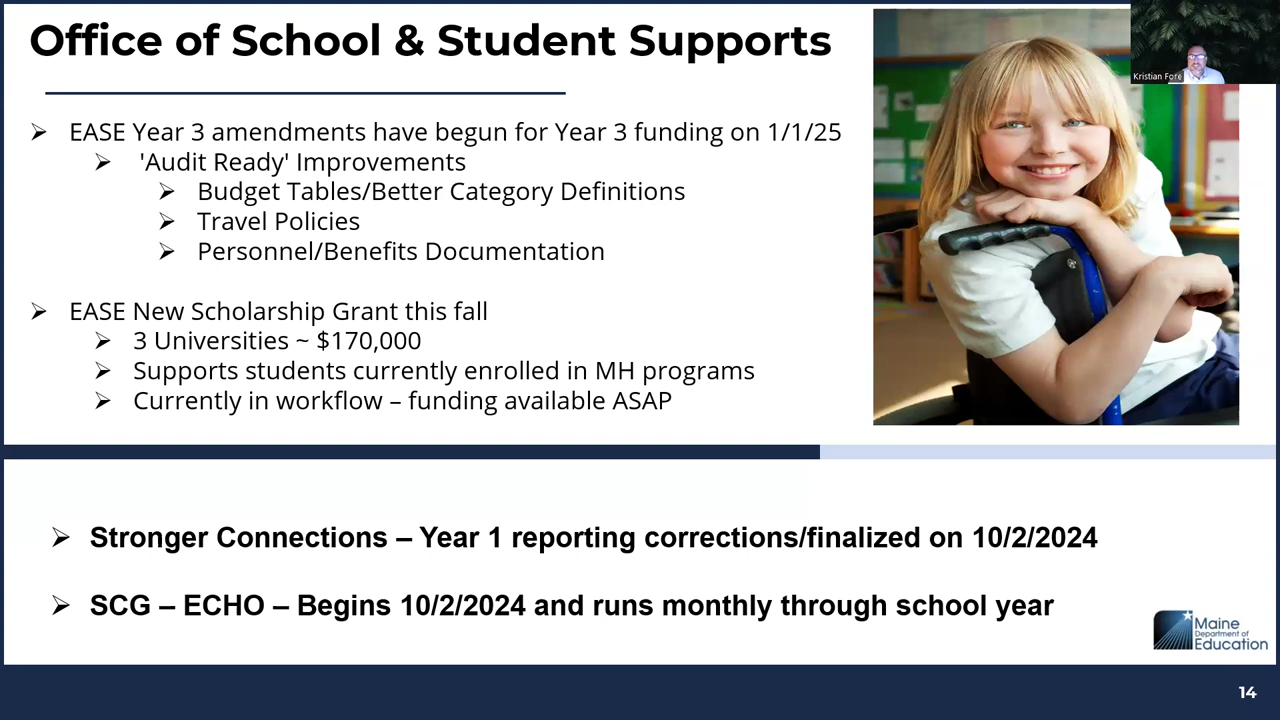 Office of School & Student Supports
Kristian Fore
➢ EASE Year 3 amendments have begun for Year 3 funding on 1/1/25
➢ 'Audit Ready' Improvements
➢ Budget Tables/Better Category Definitions
➢ Travel Policies
➢ Personnel/Benefits Documentation
➢ EASE New Scholarship Grant this fall
➢ 3 Universities ~ $170,000
➢ Supports students currently enrolled in MH programs
➢ Currently in workflow – funding available ASAP
➢ Stronger Connections – Year 1 reporting corrections/finalized on 10/2/2024
➢ SCG – ECHO – Begins 10/2/2024 and runs monthly through school year
Maine
Department of
Education
14